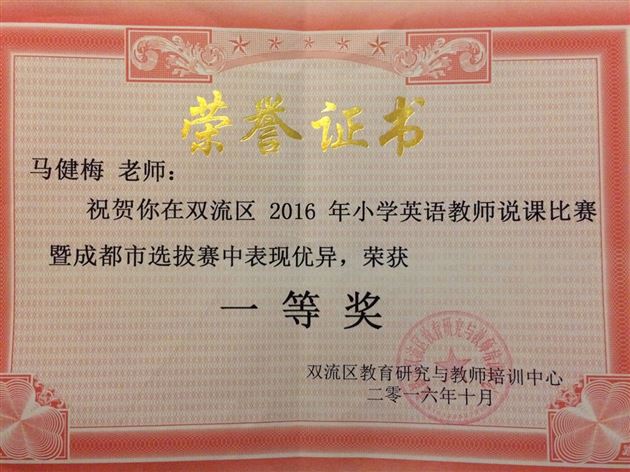 荣誉证书
马健梅 老师：
祝贺你在双流区 2016 年小学英语教师说课比赛
暨成都市选拔赛中表现优异，荣获
一等奖
双流区教育研究与教师培训中心
二零一六年十月